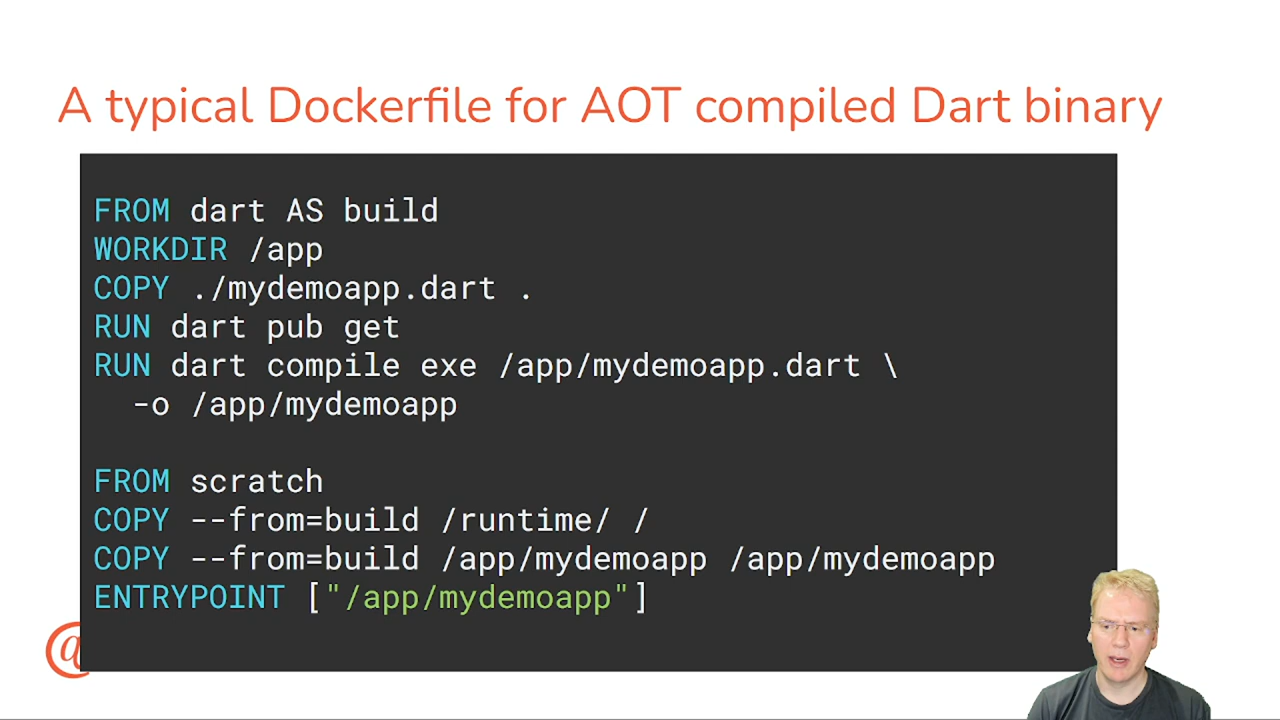 A typical Dockerfile for AOT compiled Dart binary
FROM dart AS build
WORKDIR /app
COPY ./mydemoapp.dart .
RUN dart pub get
RUN dart compile exe /app/mydemoapp.dart \
-o /app/mydemoapp
FROM scratch
COPY --from=build /runtime/ /
COPY --from=build /app/mydemoapp /app/mydemoapp
ENTRYPOINT ["/app/mydemoapp"]
@